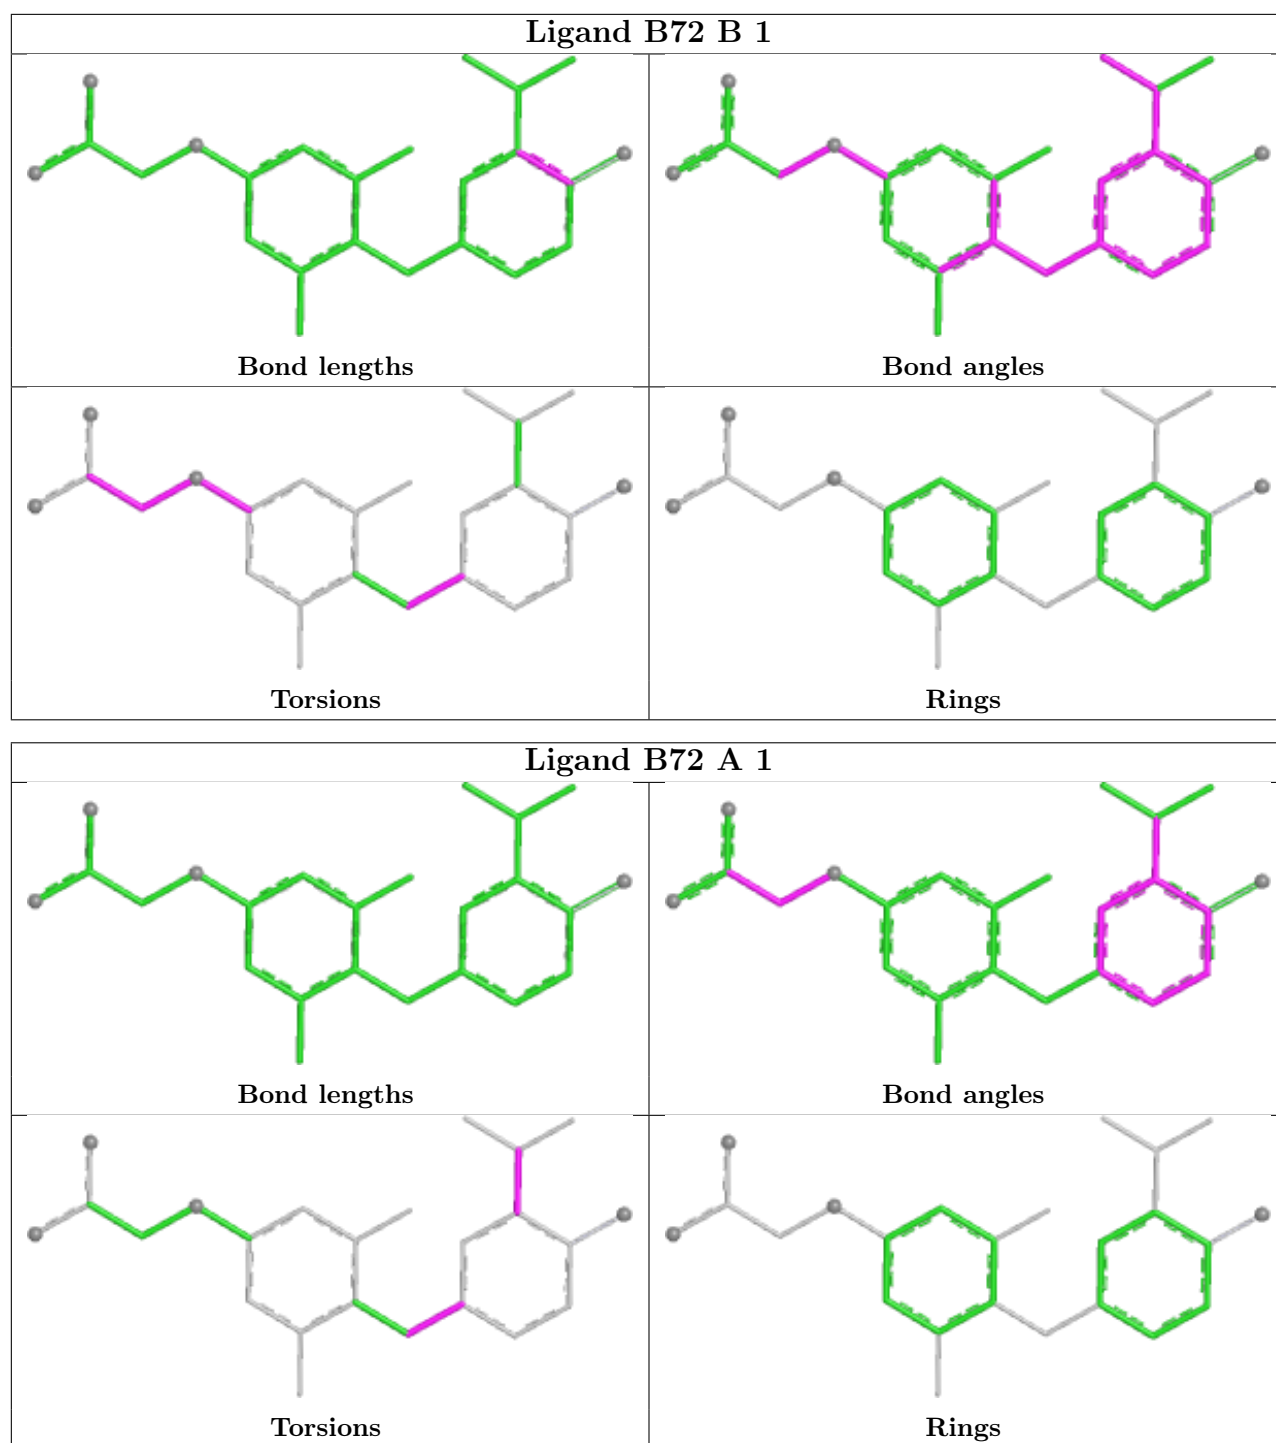 Ligand B72 B 1
Bond lengths
Bond angles
Torsions
Rings
Ligand B72 A 1
Bond lengths
Bond angles
Torsions
Rings